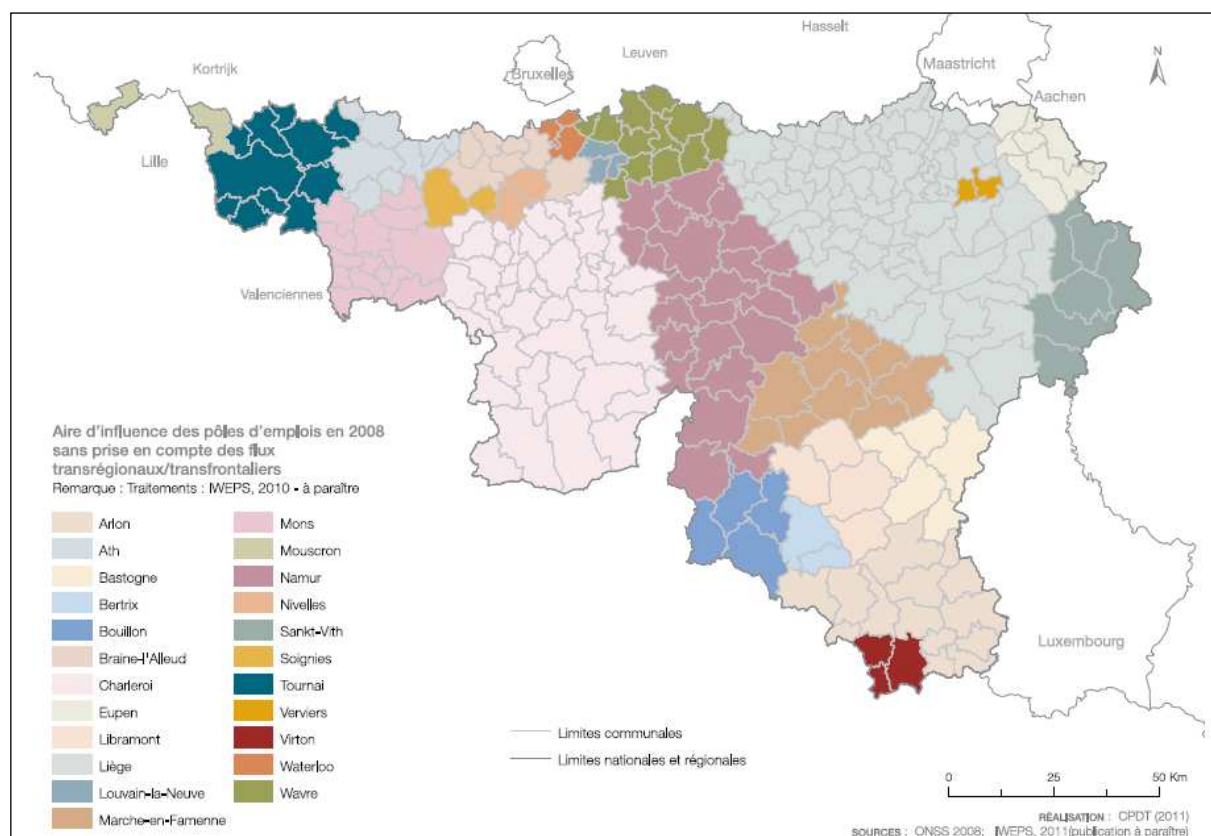 Hasselt
Leuven
Kortrijk
Bruxelles
Maastricht
N
Aachen
Lille
Valenciennes
Luxembourg
Aire d'influence des pôles d'emplois en 2008
sans prise en compte des flux
transrégionaux/transfrontaliers
Remarque : Traitements : IWEPS, 2010 - à paraître
Arlon
Ath
Bastogne
Bertrix
Bouillon
Braine-l'Alleud
Charleroi
Eupen
Libramont
Liège
Louvain-la-Neuve
Marche-en-Famenne
Mons
Mouscron
Namur
Nivelles
Sankt-Vith
Soignies
Tournai
Verviers
Virton
Waterloo
Wavre
Limites communales
Limites nationales et régionales
0 25 50 Km
RÉALISATION : CPDT (2011)
SOURCES : ONSS 2008; IWEPS, 2011(publication à paraître)